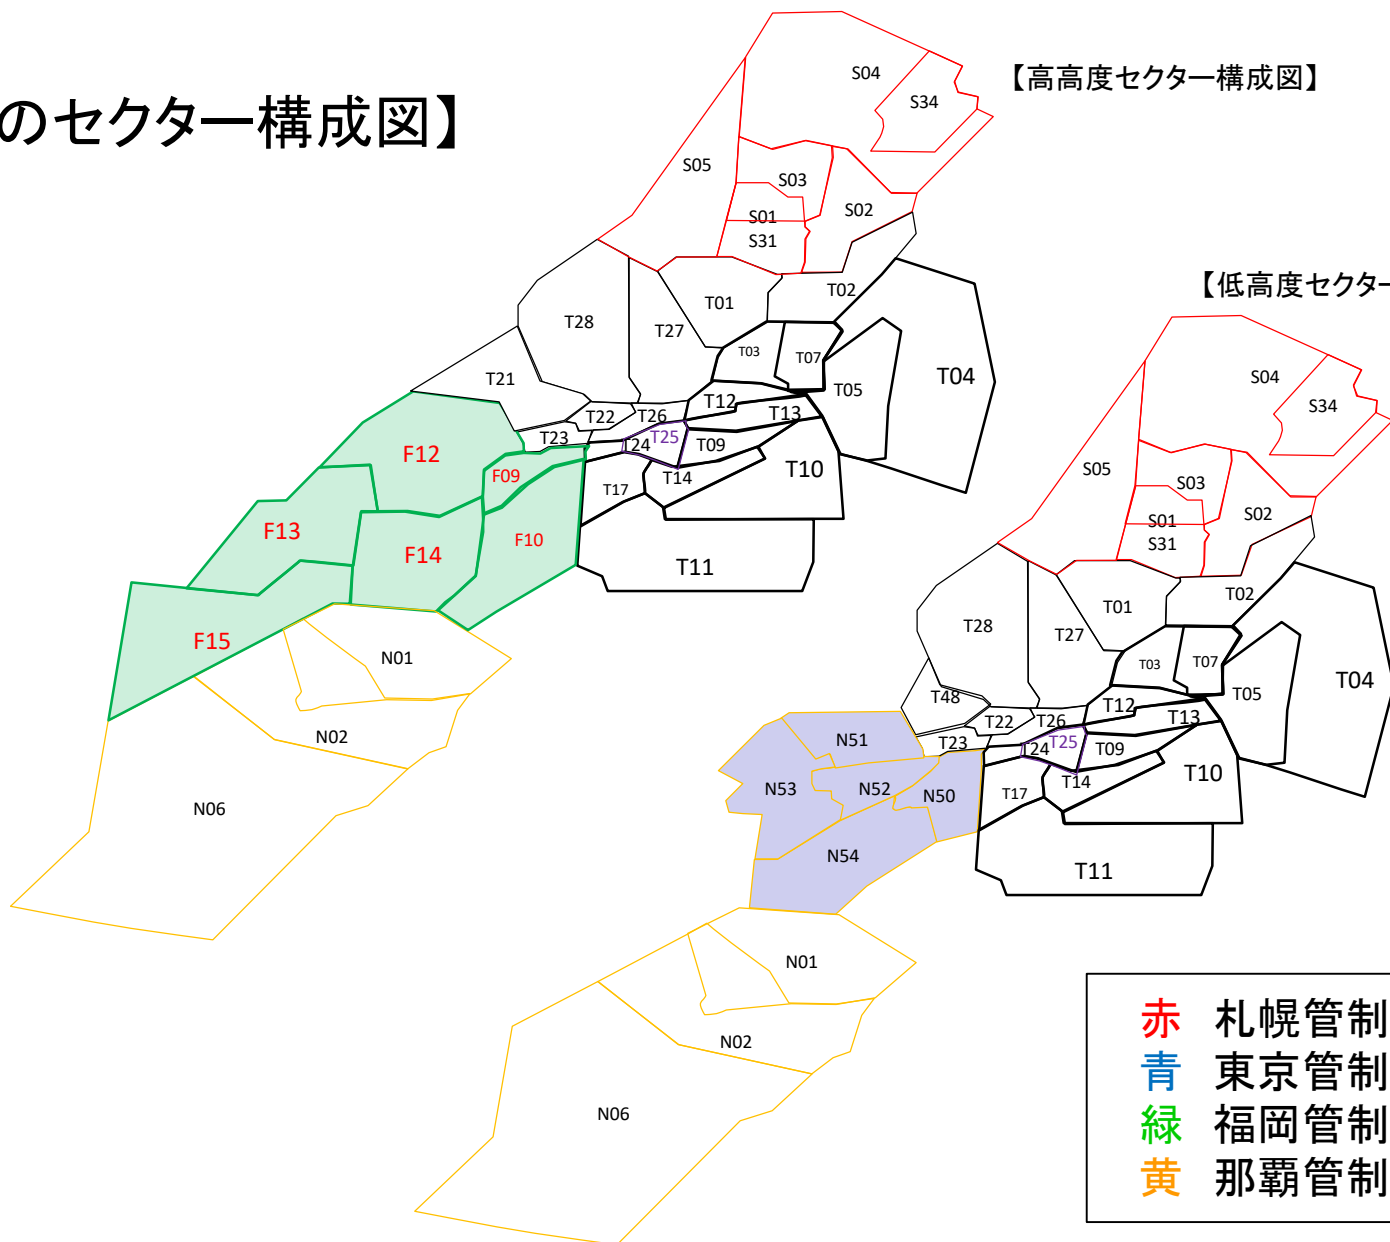 のセクター構成図】
【高高度セクター構成図】
S04
S34
S05
S03
S01
S02
S31
T02
T01
T28
T27
T03
T07
T04
T05
T21
T12
T22
T26
T13
T23
T25
T24
T09
F12
F09
T10
T14
T17
F13
F14
F10
T11
F15
N01
N02
N06
【低高度セクター
S04
S34
S05
S03
S01
S02
S31
T02
T01
T28
T27
T03
T07
T04
T05
T48
T12
T22
T26
T13
T23
T25
T24
T09
N51
T10
T14
N53
N52
N50
T17
N54
T11
N01
N02
N06
赤 札幌管制
青 東京管制
緑 福岡管制
黄 那覇管制